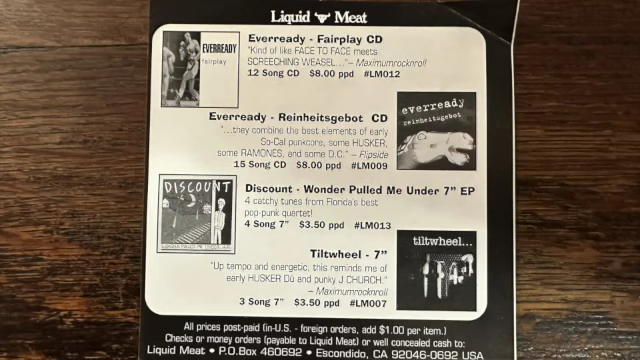 Liquid Meat
EVERREADY
fairplay
Everready - Fairplay CD
"Kind of like FACE TO FACE meets
SCREECHING WEASEL..." – Maximumrocknroll
12 Song CD $8.00 ppd #LM012
Everready - Reinheitsgebot CD
"...they combine the best elements of early
So-Cal punkcore, some HUSKER,
some RAMONES, and some D.C." – Flipside
15 Song CD $8.00 ppd #LM009
everready
reinheitsgebot
DISCOUNT
WONDER PULLED ME UNDER
Discount - Wonder Pulled Me Under 7" EP
4 catchy tunes from Florida's best
pop-punk quartet!
4 Song 7" $3.50 ppd #LM013
Tiltwheel - 7"
"Up tempo and energetic, this reminds me of
early HUSKER Dü and punky J CHURCH."
– Maximumrocknroll
3 Song 7" $3.50 ppd #LM007
tiltwheel...
All prices post-paid (in-U.S. - foreign orders, add $1.00 per item.)
Checks or money orders (payable to Liquid Meat) or well concealed cash to:
Liquid Meat • P.O.Box 460692 • Escondido, CA 92046-0692 USA